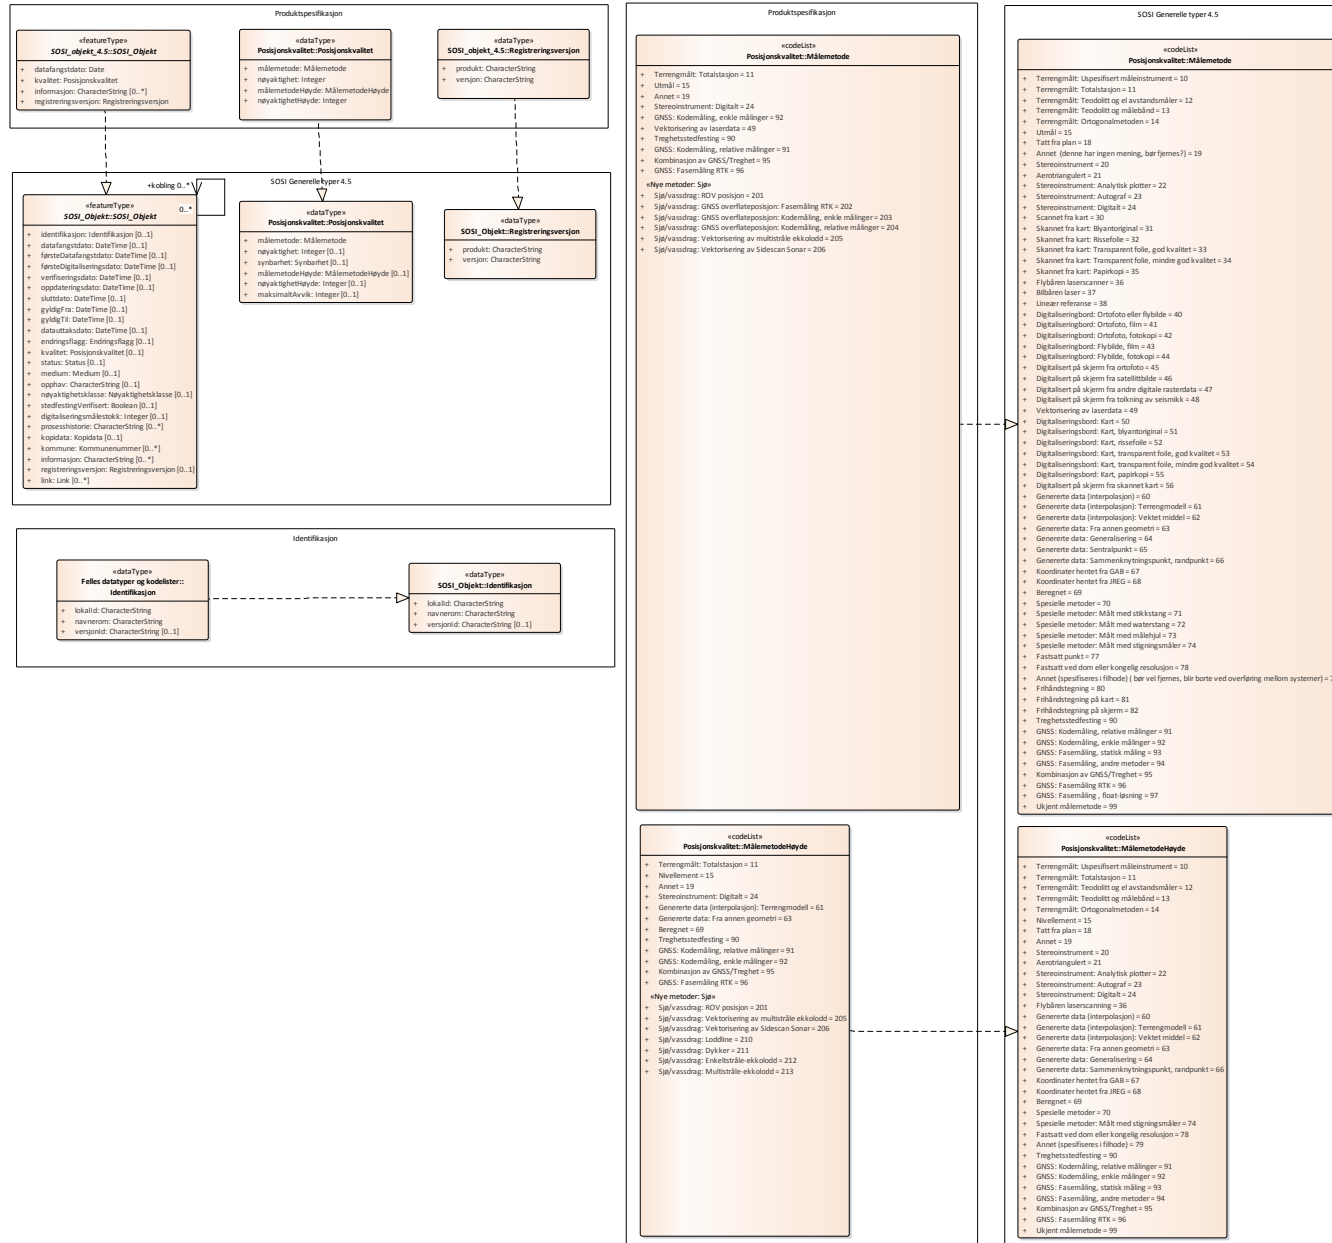 Produktspesifikasjon
«featureType»
SOSI_objekt_4.5::SOSI_Objekt
+ datafangstdato: Date
+ kvalitet: Posisjonskvalitet
+ informasjon: CharacterString [0..*]
+ registreringsversjon: Registreringsversjon
«dataType»
Posisjonskvalitet::Posisjonskvalitet
+ målemetode: Målemetode
+ nøyaktighet: Integer
+ målemetodeHøyde: MålemetodeHøyde
+ nøyaktighetHøyde: Integer
«dataType»
SOSI_objekt_4.5::Registreringsversjon
+ produkt: CharacterString
+ versjon: CharacterString
SOSI Generelle typer 4.5
+kobling 0..*
0..*
«featureType»
SOSI_Objekt::SOSI_Objekt
+ identifikasjon: Identifikasjon [0..1]
+ datafangstdato: DateTime [0..1]
+ førsteDatafangstdato: DateTime [0..1]
+ førsteDigitaliseringsdato: DateTime [0..1]
+ verifiseringsdato: DateTime [0..1]
+ oppdateringsdato: DateTime [0..1]
+ sluttdato: DateTime [0..1]
+ gyldigFra: DateTime [0..1]
+ gyldigTil: DateTime [0..1]
+ datauttaksdato: DateTime [0..1]
+ endringsflagg: Endringsflagg [0..1]
+ kvalitet: Posisjonskvalitet [0..1]
+ status: Status [0..1]
+ medium: Medium [0..1]
+ opphav: CharacterString [0..1]
+ nøyaktighetsklasse: Nøyaktighetsklasse [0..1]
+ stedfestingVerifisert: Boolean [0..1]
+ digitaliseringsmålestokk: Integer [0..1]
+ prosesshistorie: CharacterString [0..*]
+ kopidata: Kopidata [0..1]
+ kommune: Kommunenummer [0..*]
+ informasjon: CharacterString [0..*]
+ registreringsversjon: Registreringsversjon [0..1]
+ link: Link [0..*]
«dataType»
Posisjonskvalitet::Posisjonskvalitet
+ målemetode: Målemetode
+ nøyaktighet: Integer [0..1]
+ synbarhet: Synbarhet [0..1]
+ målemetodeHøyde: MålemetodeHøyde [0..1]
+ nøyaktighetHøyde: Integer [0..1]
+ maksimaltAvvik: Integer [0..1]
«dataType»
SOSI_Objekt::Registreringsversjon
+ produkt: CharacterString
+ versjon: CharacterString
Identifikasjon
«dataType»
Felles datatyper og kodelister::
Identifikasjon
+ lokalId: CharacterString
+ navnerom: CharacterString
+ versjonId: CharacterString [0..1]
«dataType»
SOSI_Objekt::Identifikasjon
+ lokalId: CharacterString
+ navnerom: CharacterString
+ versjonId: CharacterString [0..1]
Produktspesifikasjon
«codeList»
Posisjonskvalitet::Målemetode
+ Terrengmålt: Totalstasjon = 11
+ Utmål = 15
+ Annet = 19
+ Stereoinstrument: Digitalt = 24
+ GNSS: Kodemåling, enkle målinger = 92
+ Vektorisering av laserdata = 49
+ Treghetsstedfesting = 90
+ GNSS: Kodemåling, relative målinger = 91
+ Kombinasjon av GNSS/Treghet = 95
+ GNSS: Fasemåling RTK = 96
«Nye metoder: Sjø»
+ Sjø/vassdrag: ROV posisjon = 201
+ Sjø/vassdrag: GNSS overflateposisjon: Fasemåling RTK = 202
+ Sjø/vassdrag: GNSS overflateposisjon: Kodemåling, enkle målinger = 203
+ Sjø/vassdrag: GNSS overflateposisjon: Kodemåling, relative målinger = 204
+ Sjø/vassdrag: Vektorisering av multistråle ekkolodd = 205
+ Sjø/vassdrag: Vektorisering av Sidescan Sonar = 206
«codeList»
Posisjonskvalitet::MålemetodeHøyde
+ Terrengmålt: Totalstasjon = 11
+ Nivellement = 15
+ Annet = 19
+ Stereoinstrument: Digitalt = 24
+ Genererte data (interpolasjon): Terrengmodell = 61
+ Genererte data: Fra annen geometri = 63
+ Beregnet = 69
+ Treghetsstedfesting = 90
+ GNSS: Kodemåling, relative målinger = 91
+ GNSS: Kodemåling, enkle målinger = 92
+ Kombinasjon av GNSS/Treghet = 95
+ GNSS: Fasemåling RTK = 96
«Nye metoder: Sjø»
+ Sjø/vassdrag: ROV posisjon = 201
+ Sjø/vassdrag: Vektorisering av multistråle ekkolodd = 205
+ Sjø/vassdrag: Vektorisering av Sidescan Sonar = 206
+ Sjø/vassdrag: Loddline = 210
+ Sjø/vassdrag: Dykker = 211
+ Sjø/vassdrag: Enkeltstråle-ekkolodd = 212
+ Sjø/vassdrag: Multistråle-ekkolodd = 213
SOSI Generelle typer 4.5
«codeList»
Posisjonskvalitet::Målemetode
+ Terrengmålt: Uspesifisert måleinstrument = 10
+ Terrengmålt: Totalstasjon = 11
+ Terrengmålt: Teodolitt og el avstandsmåler = 12
+ Terrengmålt: Teodolitt og målebånd = 13
+ Terrengmålt: Ortogonalmetoden = 14
+ Utmål = 15
+ Tatt fra plan = 18
+ Annet (denne har ingen mening, bør fjernes?) = 19
+ Stereoinstrument = 20
+ Aerotriangulert = 21
+ Stereoinstrument: Analytisk plotter = 22
+ Stereoinstrument: Autograf = 23
+ Stereoinstrument: Digitalt = 24
+ Scannet fra kart = 30
+ Skannet fra kart: Blyantoriginal = 31
+ Skannet fra kart: Rissefolie = 32
+ Skannet fra kart: Transparent folie, god kvalitet = 33
+ Skannet fra kart: Transparent folie, mindre god kvalitet = 34
+ Skannet fra kart: Papirkopi = 35
+ Flybåren laserscanner = 36
+ Bilbåren laser = 37
+ Lineær referanse = 38
+ Digitaliseringbord: Ortofoto eller flybilde = 40
+ Digitaliseringbord: Ortofoto, film = 41
+ Digitaliseringbord: Ortofoto, fotokopi = 42
+ Digitaliseringbord: Flybilde, film = 43
+ Digitaliseringbord: Flybilde, fotokopi = 44
+ Digitalisert på skjerm fra ortofoto = 45
+ Digitalisert på skjerm fra satellittbilde = 46
+ Digitalisert på skjerm fra andre digitale rasterdata = 47
+ Digitalisert på skjerm fra tolkning av seismikk = 48
+ Vektorisering av laserdata = 49
+ Digitaliseringsbord: Kart = 50
+ Digitaliseringsbord: Kart, blyantoriginal = 51
+ Digitaliseringsbord: Kart, rissefoile = 52
+ Digitaliseringsbord: Kart, transparent foile, god kvalitet = 53
+ Digitaliseringsbord: Kart, transparent foile, mindre god kvalitet = 54
+ Digitaliseringsbord: Kart, papirkopi = 55
+ Digitalisert på skjerm fra skannet kart = 56
+ Genererte data (interpolasjon) = 60
+ Genererte data (interpolasjon): Terrengmodell = 61
+ Genererte data (interpolasjon): Vektet middel = 62
+ Genererte data: Fra annen geometri = 63
+ Genererte data: Generalisering = 64
+ Genererte data: Sentralpunkt = 65
+ Genererte data: Sammenknytningspunkt, randpunkt = 66
+ Koordinater hentet fra GAB = 67
+ Koordinater hentet fra JREG = 68
+ Beregnet = 69
+ Spesielle metoder = 70
+ Spesielle metoder: Målt med stikkstang = 71
+ Spesielle metoder: Målt med waterstang = 72
+ Spesielle metoder: Målt med målehjul = 73
+ Spesielle metoder: Målt med stigningsmåler = 74
+ Fastsatt punkt = 77
+ Fastsatt ved dom eller kongelig resolusjon = 78
+ Annet (spesifiseres i filhode) ( bør vel fjernes, blir borte ved overføring mellom systemer) =
+ Frihåndstegning = 80
+ Frihåndstegning på kart = 81
+ Frihåndstegning på skjerm = 82
+ Treghetsstedfesting = 90
+ GNSS: Kodemåling, relative målinger = 91
+ GNSS: Kodemåling, enkle målinger = 92
+ GNSS: Fasemåling, statisk måling = 93
+ GNSS: Fasemåling, andre metoder = 94
+ Kombinasjon av GNSS/Treghet = 95
+ GNSS: Fasemåling RTK = 96
+ GNSS: Fasemåling , float-løsning = 97
+ Ukjent målemetode = 99
«codeList»
Posisjonskvalitet::MålemetodeHøyde
+ Terrengmålt: Uspesifisert måleinstrument = 10
+ Terrengmålt: Totalstasjon = 11
+ Terrengmålt: Teodolitt og el avstandsmåler = 12
+ Terrengmålt: Teodolitt og målebånd = 13
+ Terrengmålt: Ortogonalmetoden = 14
+ Nivellement = 15
+ Tatt fra plan = 18
+ Annet = 19
+ Stereoinstrument = 20
+ Aerotriangulert = 21
+ Stereoinstrument: Analytisk plotter = 22
+ Stereoinstrument: Autograf = 23
+ Stereoinstrument: Digitalt = 24
+ Flybåren laserscanning = 36
+ Genererte data (interpolasjon) = 60
+ Genererte data (interpolasjon): Terrengmodell = 61
+ Genererte data (interpolasjon): Vektet middel = 62
+ Genererte data: Fra annen geometri = 63
+ Genererte data: Generalisering = 64
+ Genererte data: Sammenknytningspunkt, randpunkt = 66
+ Koordinater hentet fra GAB = 67
+ Koordinater hentet fra JREG = 68
+ Beregnet = 69
+ Spesielle metoder = 70
+ Spesielle metoder: Målt med stigningsmåler = 74
+ Fastsatt ved dom eller kongelig resolusjon = 78
+ Annet (spesifiseres i filhode) = 79
+ Treghetsstedfesting = 90
+ GNSS: Kodemåling, relative målinger = 91
+ GNSS: Kodemåling, enkle målinger = 92
+ GNSS: Fasemåling, statisk måling = 93
+ GNSS: Fasemåling, andre metoder = 94
+ Kombinasjon av GNSS/Treghet = 95
+ GNSS: Fasemåling RTK = 96
+ Ukjent målemetode = 99